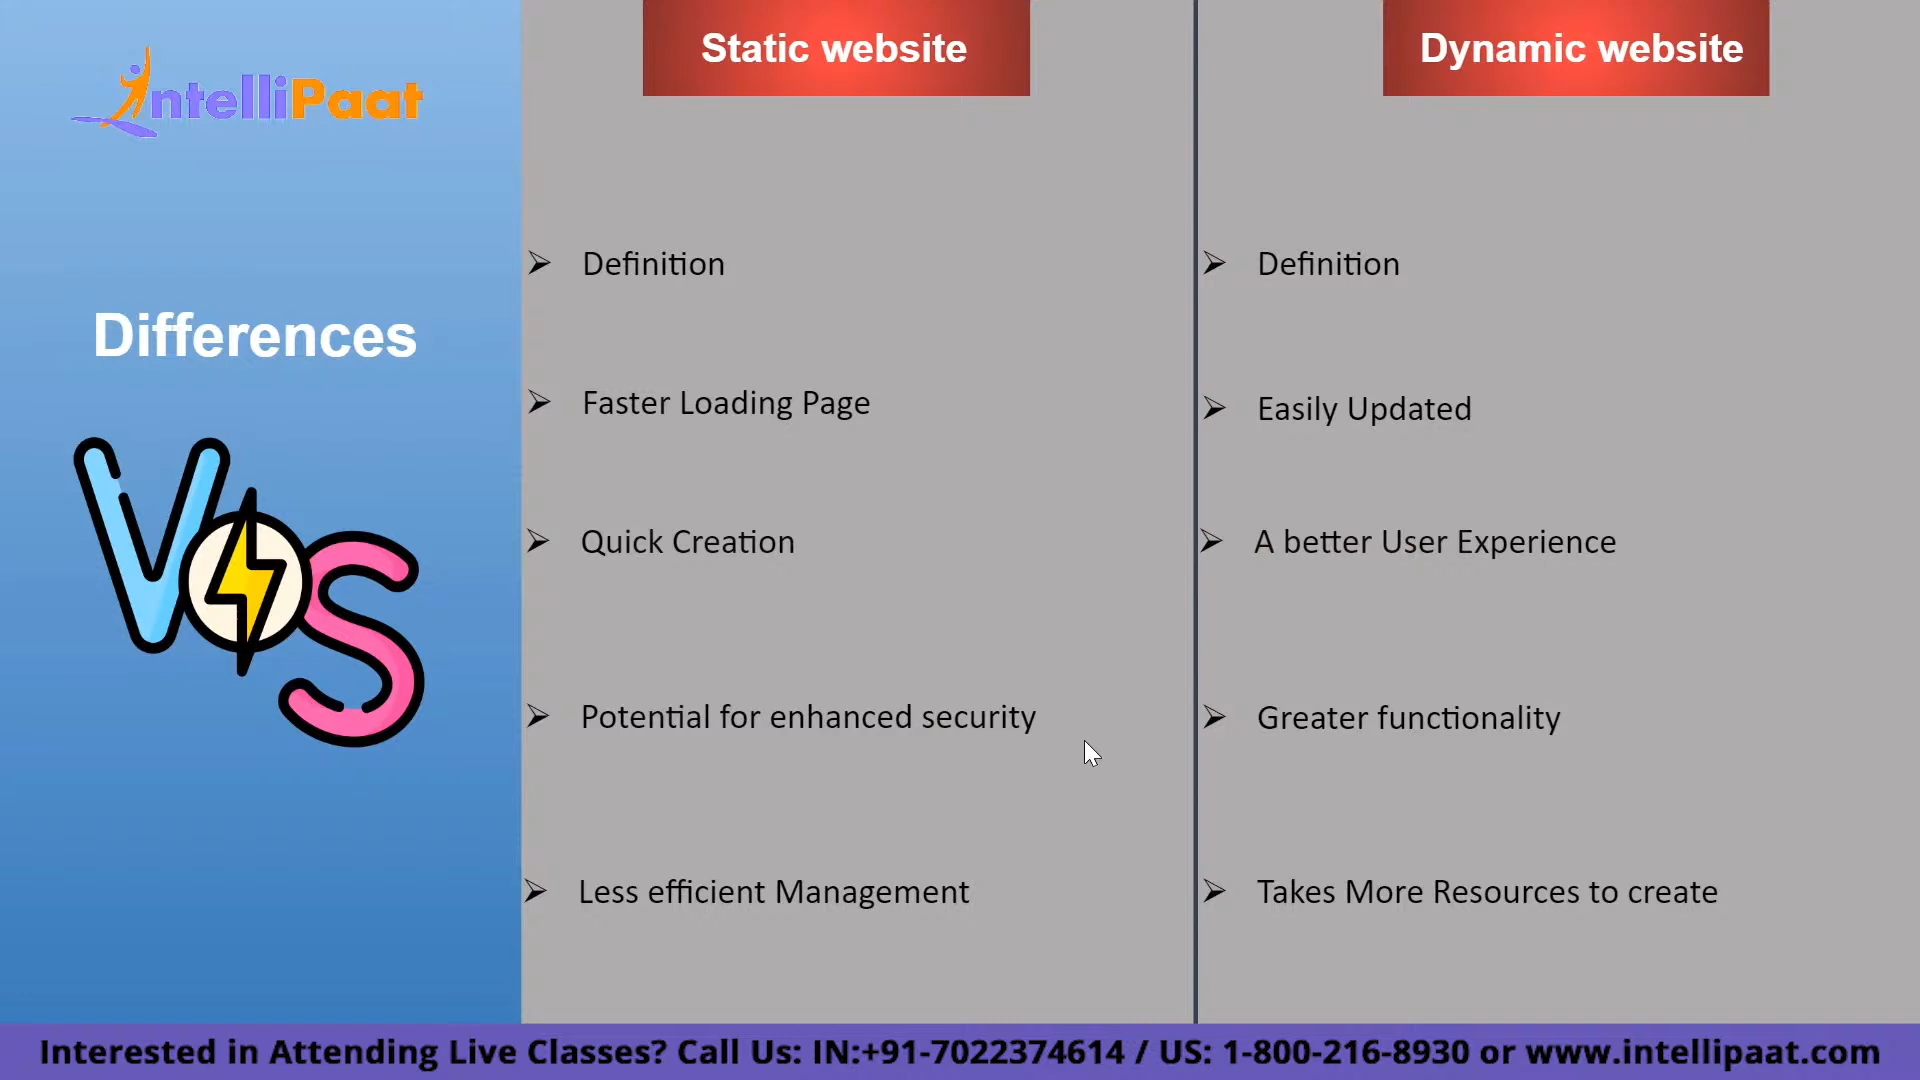 IntelliPaat
Differences
VS
Static website
Definition
Faster Loading Page
Quick Creation
Potential for enhanced security
Less efficient Management
Dynamic website
Definition
Easily Updated
A better User Experience
Greater functionality
Takes More Resources to create
Interested in Attending Live Classes? Call Us: IN:+91-7022374614 / US: 1-800-216-8930 or www.intellipaat.com